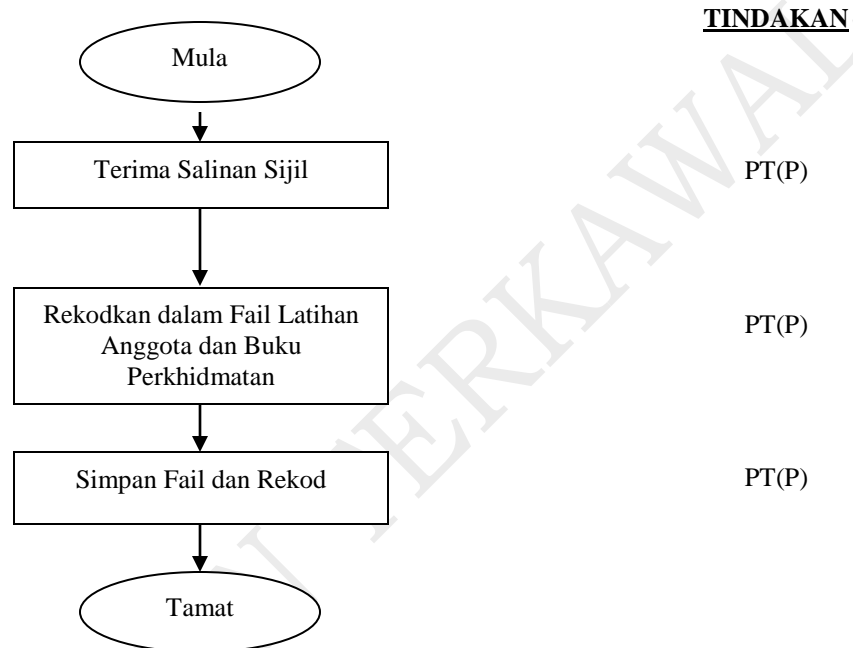 TINDAKAN
Mula
Terima Salinan Sijil
PT(P)
Rekodkan dalam Fail Latihan
Anggota dan Buku
Perkhidmatan
PT(P)
Simpan Fail dan Rekod
PT(P)
Tamat